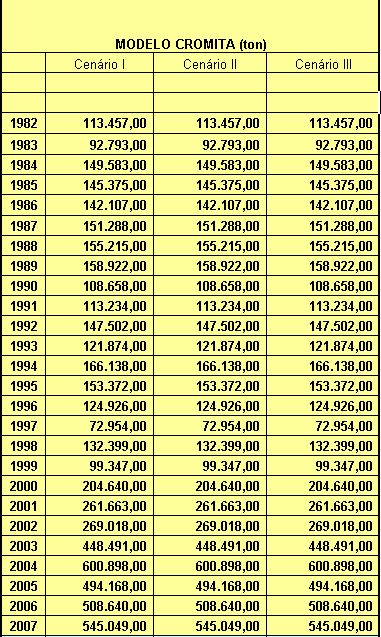 MODELO CROMITA (ton)
Cenário I Cenário II Cenário III
1982 113.457,00 113.457,00 113.457,00
1983 92.793,00 92.793,00 92.793,00
1984 149.583,00 149.583,00 149.583,00
1985 145.375,00 145.375,00 145.375,00
1986 142.107,00 142.107,00 142.107,00
1987 151.288,00 151.288,00 151.288,00
1988 155.215,00 155.215,00 155.215,00
1989 158.922,00 158.922,00 158.922,00
1990 108.658,00 108.658,00 108.658,00
1991 113.234,00 113.234,00 113.234,00
1992 147.502,00 147.502,00 147.502,00
1993 121.874,00 121.874,00 121.874,00
1994 166.138,00 166.138,00 166.138,00
1995 153.372,00 153.372,00 153.372,00
1996 124.926,00 124.926,00 124.926,00
1997 72.954,00 72.954,00 72.954,00
1998 132.399,00 132.399,00 132.399,00
1999 99.347,00 99.347,00 99.347,00
2000 204.640,00 204.640,00 204.640,00
2001 261.663,00 261.663,00 261.663,00
2002 269.018,00 269.018,00 269.018,00
2003 448.491,00 448.491,00 448.491,00
2004 600.898,00 600.898,00 600.898,00
2005 494.168,00 494.168,00 494.168,00
2006 508.640,00 508.640,00 508.640,00
2007 545.049,00 545.049,00 545.049,00